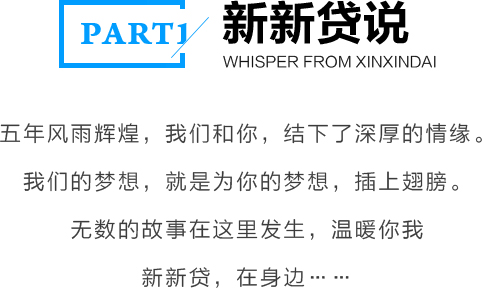 PART1
新新贷说
WHISPER FROM XINXINDAI
五年风雨辉煌，我们和你，结下了深厚的情缘。
我们的梦想，就是为你的梦想，插上翅膀。
无数的故事在这里发生，温暖你我
新新贷，在身边……